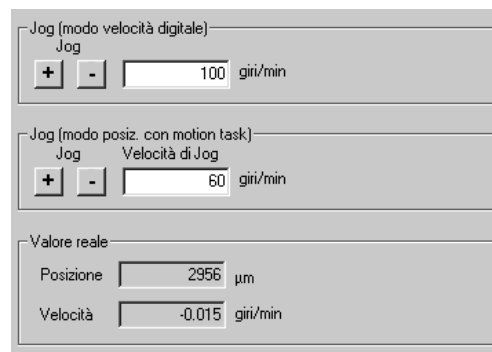 Jog (modo velocità digitale)
Jog
+ - 100 giri/min
Jog (modo posiz. con motion task)
Jog Velocità di Jog
+ - 60 giri/min
Valore reale
Posizione 2956 µm
Velocità -0.015 giri/min